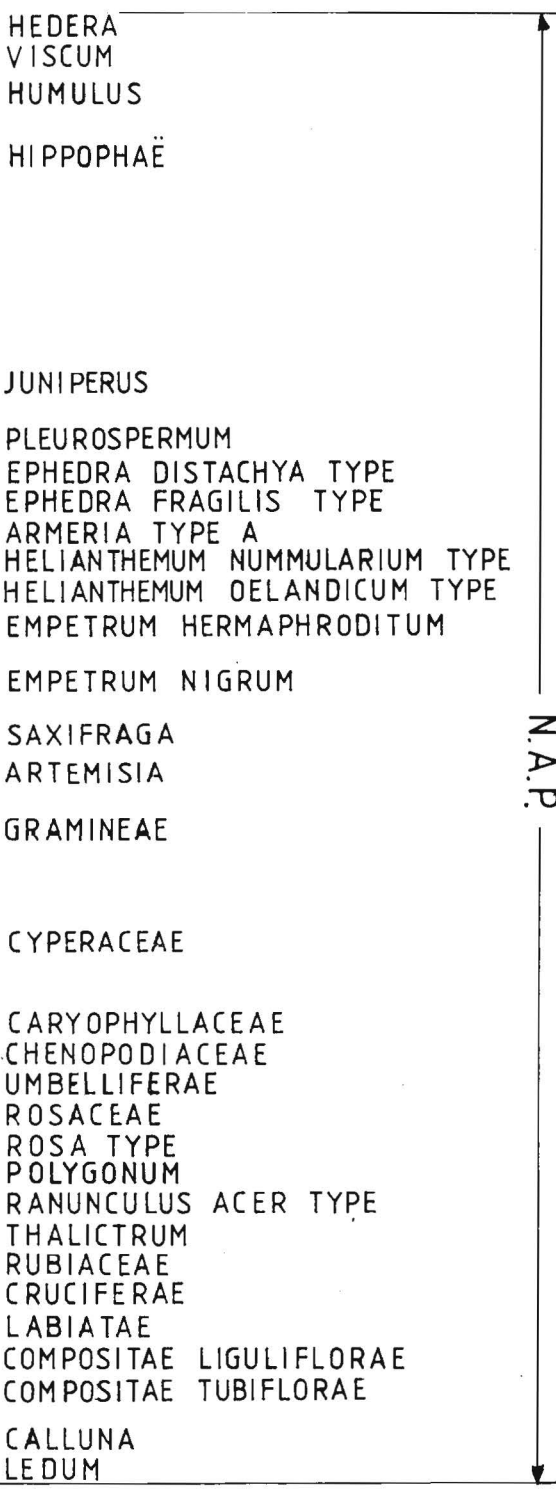 HEDERA
VISCUM
HUMULUS
HIPPOPHAË
JUNIPERUS
PLEUROSPERMUM
EPHEDRA DISTACHYA TYPE
EPHEDRA FRAGILIS TYPE
ARMERIA TYPE A
HELIANTHEMUM NUMMULARIUM TYPE
HELIANTHEMUM OELANDICUM TYPE
EMPETRUM HERMAPHRODITUM
EMPETRUM NIGRUM
SAXIFRAGA
ARTEMISIA
GRAMINEAE
CYPERACEAE
CARYOPHYLLACEAE
CHENOPODIACEAE
UMBELLIFERAE
ROSACEAE
ROSA TYPE
POLYGONUM
RANUNCULUS ACER TYPE
THALICTRUM
RUBIACEAE
CRUCIFERAE
LABIATAE
COMPOSITAE LIGULIFLORAE
COMPOSITAE TUBIFLORAE
CALLUNA
LEDUM
N.A.P.